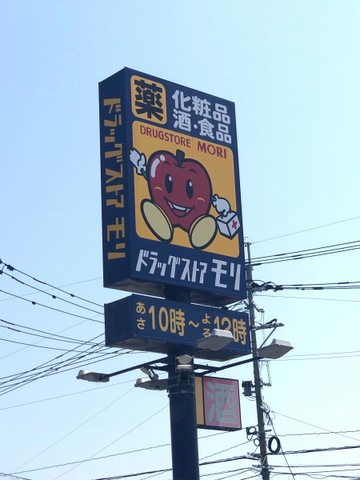 薬 化粧品
酒・食品
DRUGSTORE MORI
ドラッグストア モリ
ドラッグストア モリ
あさ10時～よる12時
酒